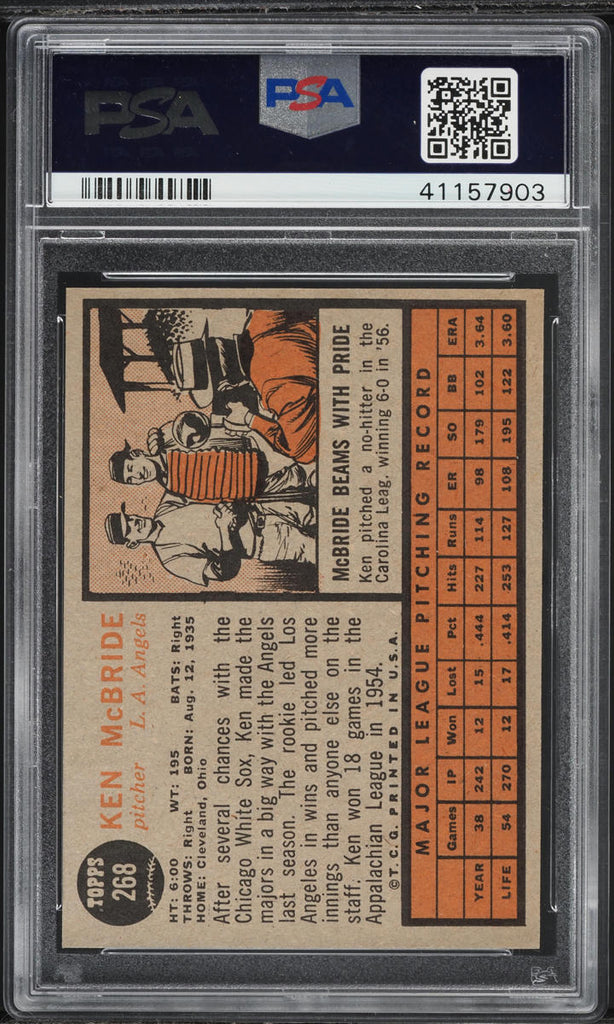 PSA
PSA
41157903
TOPPS
268
KEN McBRIDE
pitcher L. A. Angels
HT: 6:00 WT: 195 BATS: Right
THROWS: Right BORN: Aug. 12, 1935
HOME: Cleveland, Ohio
After several chances with the
Chicago White Sox, Ken made the
majors in a big way with the Angels
last season. The rookie led Los
Angeles in wins and pitched more
innings than anyone else on the
staff. Ken won 18 games in the
Appalachian League in 1954.
©T.C.G. PRINTED IN U.S.A.
McBRIDE BEAMS WITH PRIDE
Ken pitched a no-hitter in the
Carolina Leag. winning 6-0 in '56.
MAJOR LEAGUE PITCHING RECORD
Games IP Won Lost Pct Hits Runs ER SO BB ERA
YEAR 38 242 12 15 .444 227 114 98 179 102 3.64
LIFE 54 270 12 17 .414 253 127 108 195 122 3.60